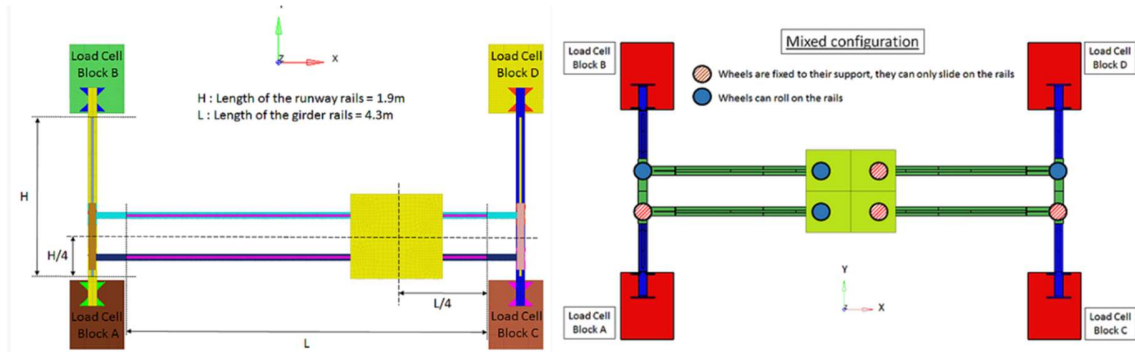 Load Cell
Block B
Load Cell
Block D
Z
X
H : Length of the runway rails = 1.9m
L : Length of the girder rails = 4.3m
H
H/4
L/4
Load Cell
Block A
Load Cell
Block C
L
Mixed configuration
Load Cell
Block B
Load Cell
Block D
Wheels are fixed to their support, they can only slide on the rails
Wheels can roll on the rails
Y
Z
X
Load Cell
Block A
Load Cell
Block C